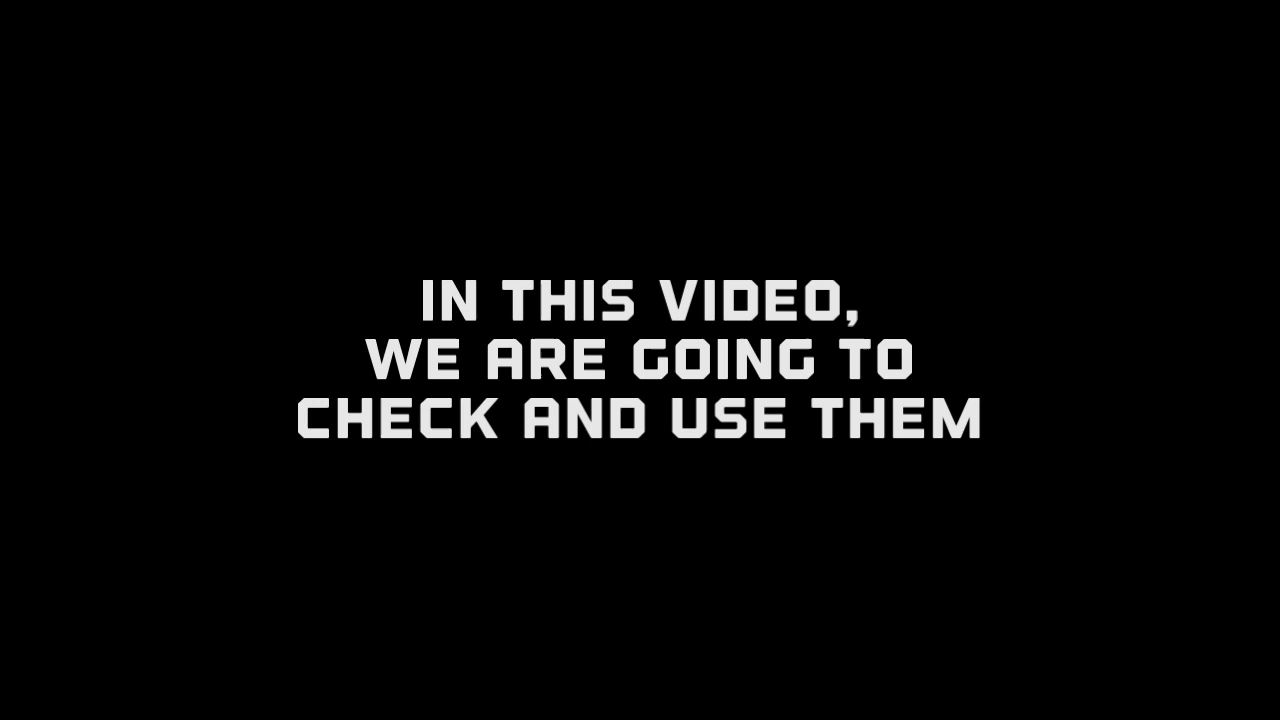 IN THIS VIDEO,
WE ARE GOING TO
CHECK AND USE THEM